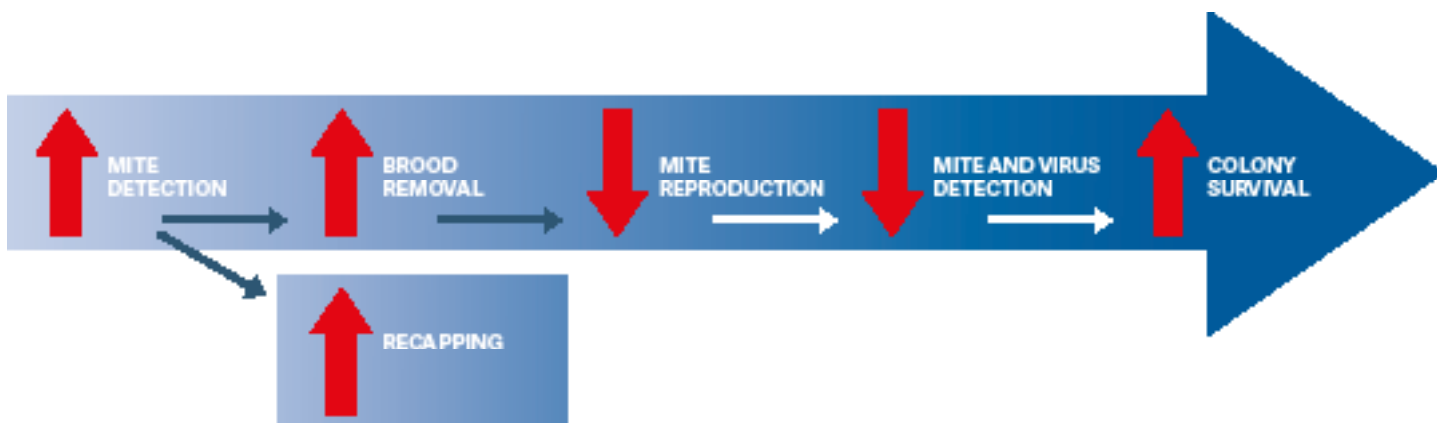 MITE
DETECTION
BROOD
REMOVAL
MITE
REPRODUCTION
MITE AND VIRUS
DETECTION
COLONY
SURVIVAL
RECAPPING